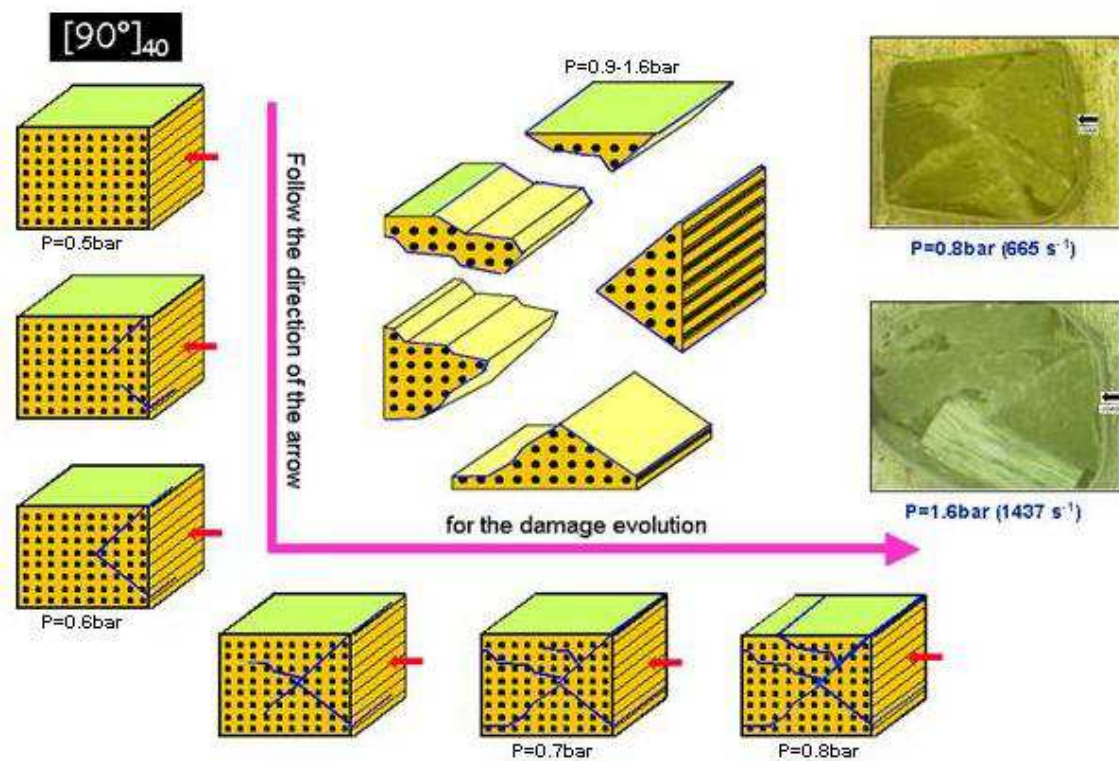 [90°]40
P=0.5bar
P=0.6bar
Follow the direction of the arrow
for the damage evolution
P=0.9-1.6bar
P=0.8bar (665 s-1)
P=1.6bar (1437 s-1)
P=0.7bar
P=0.8bar